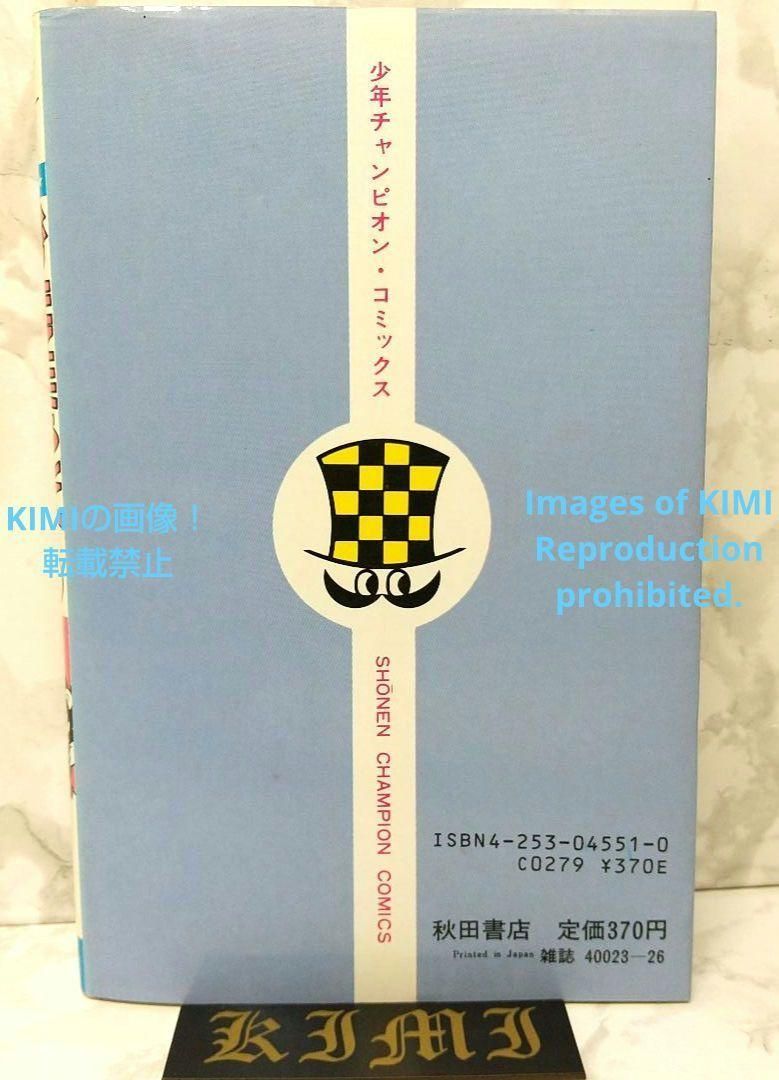 少年チャンピオン・コミックス
KIMIの画像！
転載禁止
Images of KIMI
Reproduction
prohibited.
SHŌNEN CHAMPION COMICS
ISBN4-253-04551-0
C0279 ¥370E
秋田書店 定価370円
Printed in Japan 雑誌 40023-26
KIMI